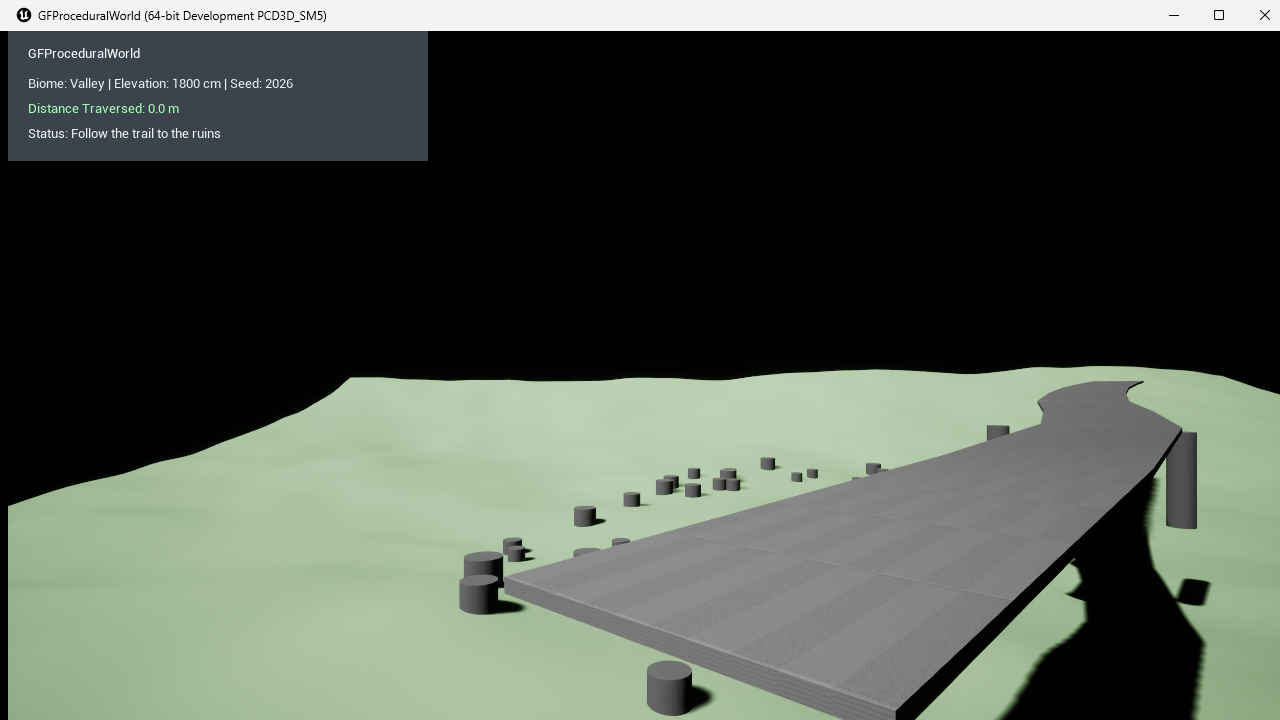 GFProceduralWorld (64-bit Development PCD3D_SM5)
GFProceduralWorld
Biome: Valley | Elevation: 1800 cm | Seed: 2026
Distance Traversed: 0.0 m
Status: Follow the trail to the ruins